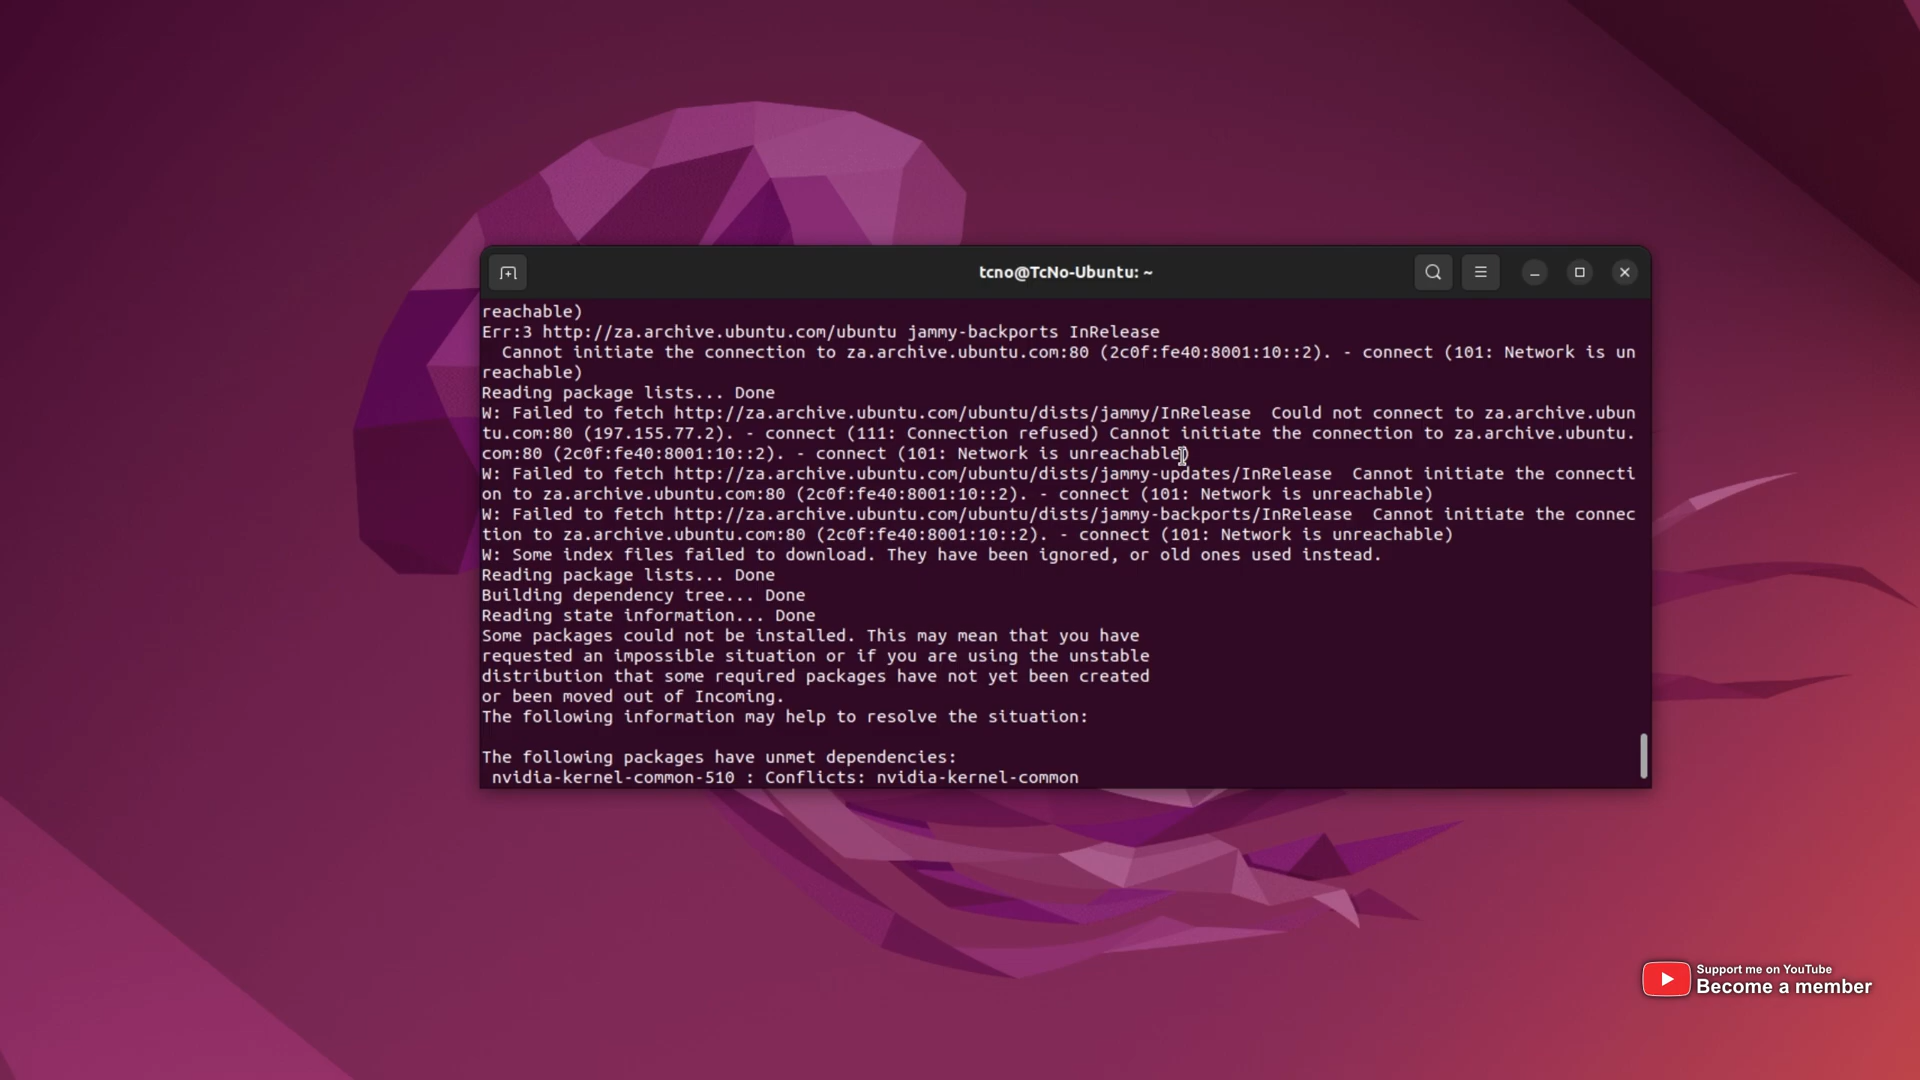 tcno@TcNo-Ubuntu: ~
reachable)
Err:3 http://za.archive.ubuntu.com/ubuntu jammy-backports InRelease
  Cannot initiate the connection to za.archive.ubuntu.com:80 (2c0f:fe40:8001:10::2). - connect (101: Network is un
reachable)
Reading package lists... Done
W: Failed to fetch http://za.archive.ubuntu.com/ubuntu/dists/jammy/InRelease  Could not connect to za.archive.ubun
tu.com:80 (197.155.77.2). - connect (111: Connection refused) Cannot initiate the connection to za.archive.ubuntu.
com:80 (2c0f:fe40:8001:10::2). - connect (101: Network is unreachable)
W: Failed to fetch http://za.archive.ubuntu.com/ubuntu/dists/jammy-updates/InRelease  Cannot initiate the connecti
on to za.archive.ubuntu.com:80 (2c0f:fe40:8001:10::2). - connect (101: Network is unreachable)
W: Failed to fetch http://za.archive.ubuntu.com/ubuntu/dists/jammy-backports/InRelease  Cannot initiate the connec
tion to za.archive.ubuntu.com:80 (2c0f:fe40:8001:10::2). - connect (101: Network is unreachable)
W: Some index files failed to download. They have been ignored, or old ones used instead.
Reading package lists... Done
Building dependency tree... Done
Reading state information... Done
Some packages could not be installed. This may mean that you have
requested an impossible situation or if you are using the unstable
distribution that some required packages have not yet been created
or been moved out of Incoming.
The following information may help to resolve the situation:
The following packages have unmet dependencies:
 nvidia-kernel-common-510 : Conflicts: nvidia-kernel-common
Support me on YouTube
Become a member